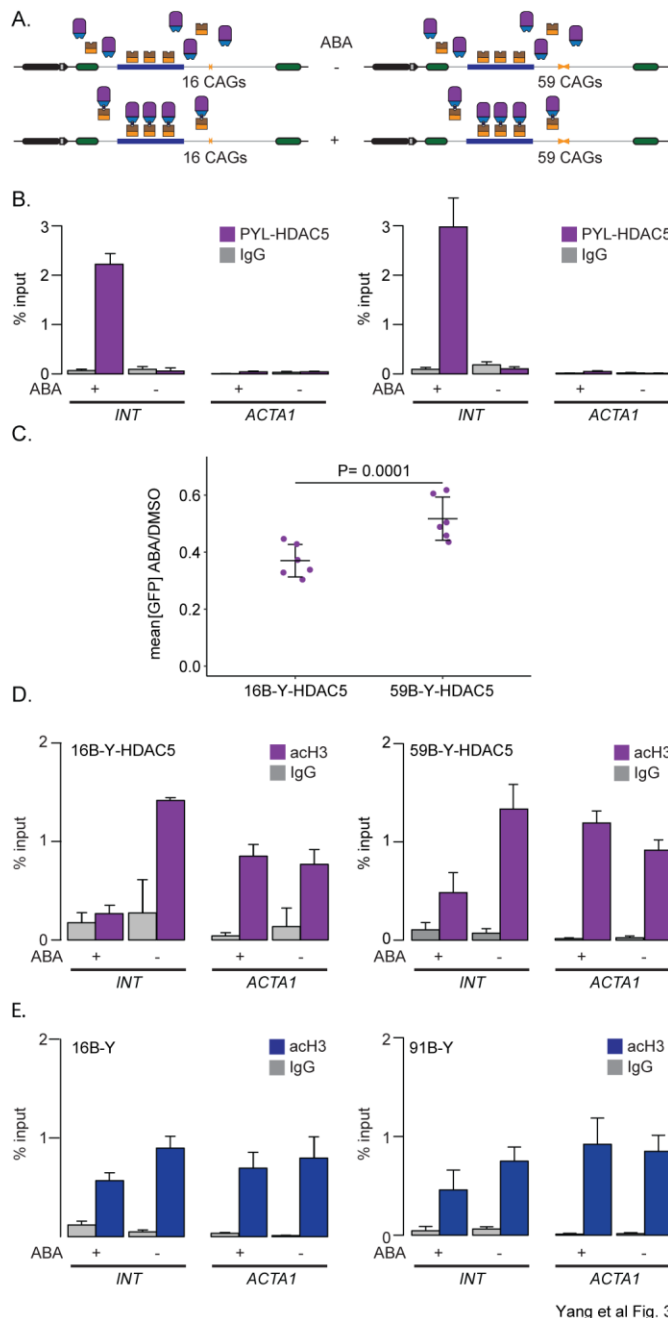 A.
ABA
-
16 CAGs
59 CAGs
+
16 CAGs
59 CAGs
B.
3
2
1
0
% input
PYL-HDAC5
IgG
ABA
+
-
+
-
INT
ACTA1
3
2
1
0
% input
PYL-HDAC5
IgG
ABA
+
-
+
-
INT
ACTA1
C.
P= 0.0001
0.6
0.4
0.2
0.0
mean[GFP] ABA/DMSO
16B-Y-HDAC5
59B-Y-HDAC5
D.
2
1
0
% input
16B-Y-HDAC5
acH3
IgG
ABA
+
-
+
-
INT
ACTA1
2
1
0
% input
59B-Y-HDAC5
acH3
IgG
ABA
+
-
+
-
INT
ACTA1
E.
2
1
0
% input
16B-Y
acH3
IgG
ABA
+
-
+
-
INT
ACTA1
2
1
0
% input
91B-Y
acH3
IgG
ABA
+
-
+
-
INT
ACTA1
Yang et al Fig. 3